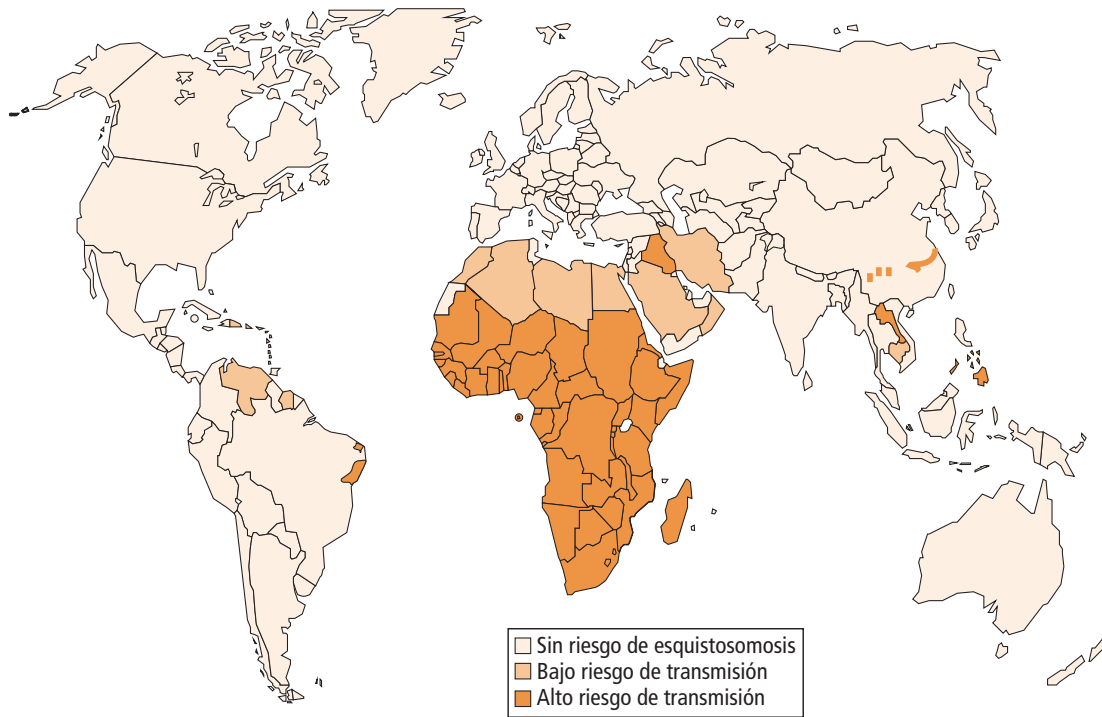 Sin riesgo de esquistosomosis
Bajo riesgo de transmisión
Alto riesgo de transmisión